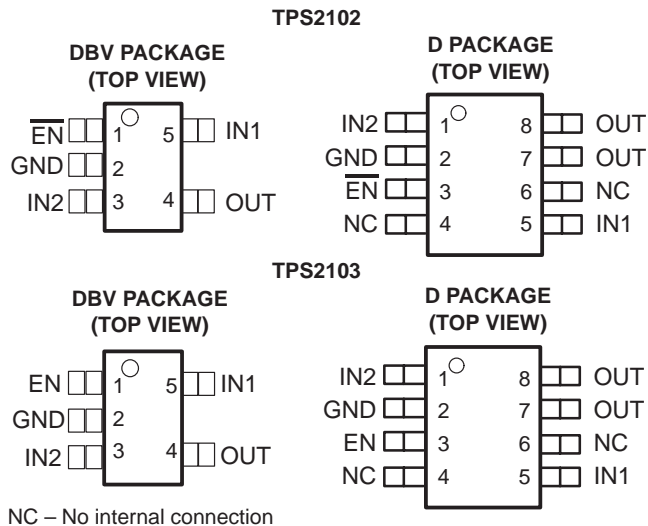 TPS2102
DBV PACKAGE
(TOP VIEW)
EN 1 5 IN1
GND 2
IN2 3 4 OUT
D PACKAGE
(TOP VIEW)
IN2 1 8 OUT
GND 2 7 OUT
EN 3 6 NC
NC 4 5 IN1
TPS2103
DBV PACKAGE
(TOP VIEW)
EN 1 5 IN1
GND 2
IN2 3 4 OUT
D PACKAGE
(TOP VIEW)
IN2 1 8 OUT
GND 2 7 OUT
EN 3 6 NC
NC 4 5 IN1
NC – No internal connection